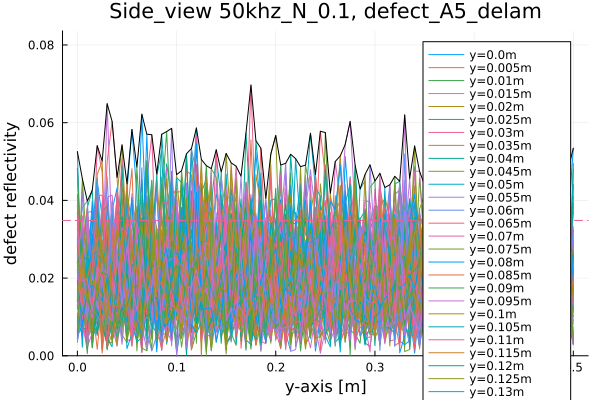 Side_view 50khz_N_0.1, defect_A5_delam
defect reflectivity
0.08
0.06
0.04
0.02
0.00
0.0
0.1
0.2
0.3
.5
y-axis [m]
y=0.0m
y=0.005m
y=0.01m
y=0.015m
y=0.02m
y=0.025m
y=0.03m
y=0.035m
y=0.04m
y=0.045m
y=0.05m
y=0.055m
y=0.06m
y=0.065m
y=0.07m
y=0.075m
y=0.08m
y=0.085m
y=0.09m
y=0.095m
y=0.1m
y=0.105m
y=0.11m
y=0.115m
y=0.12m
y=0.125m
y=0.13m